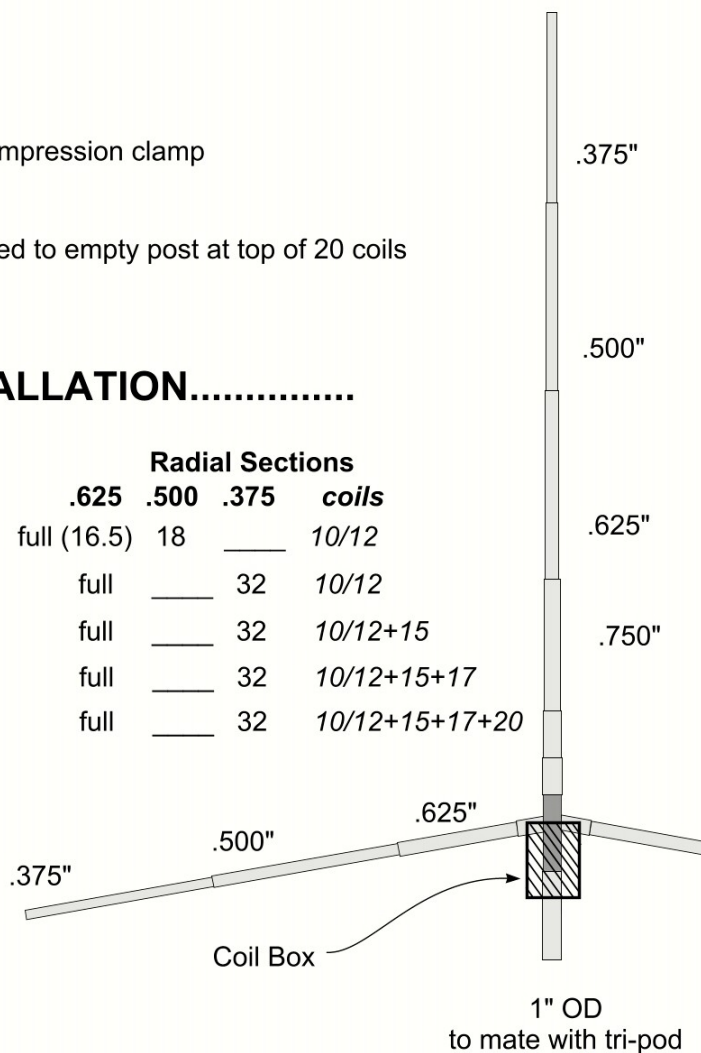 mpression clamp
.375"
ed to empty post at top of 20 coils
.500"
ALLATION...............
Radial Sections
.625 .500 .375 coils
full (16.5) 18 ____ 10/12
.625"
full ____ 32 10/12
full ____ 32 10/12+15
.750"
full ____ 32 10/12+15+17
full ____ 32 10/12+15+17+20
.625"
.500"
.375"
Coil Box
1" OD
to mate with tri-pod